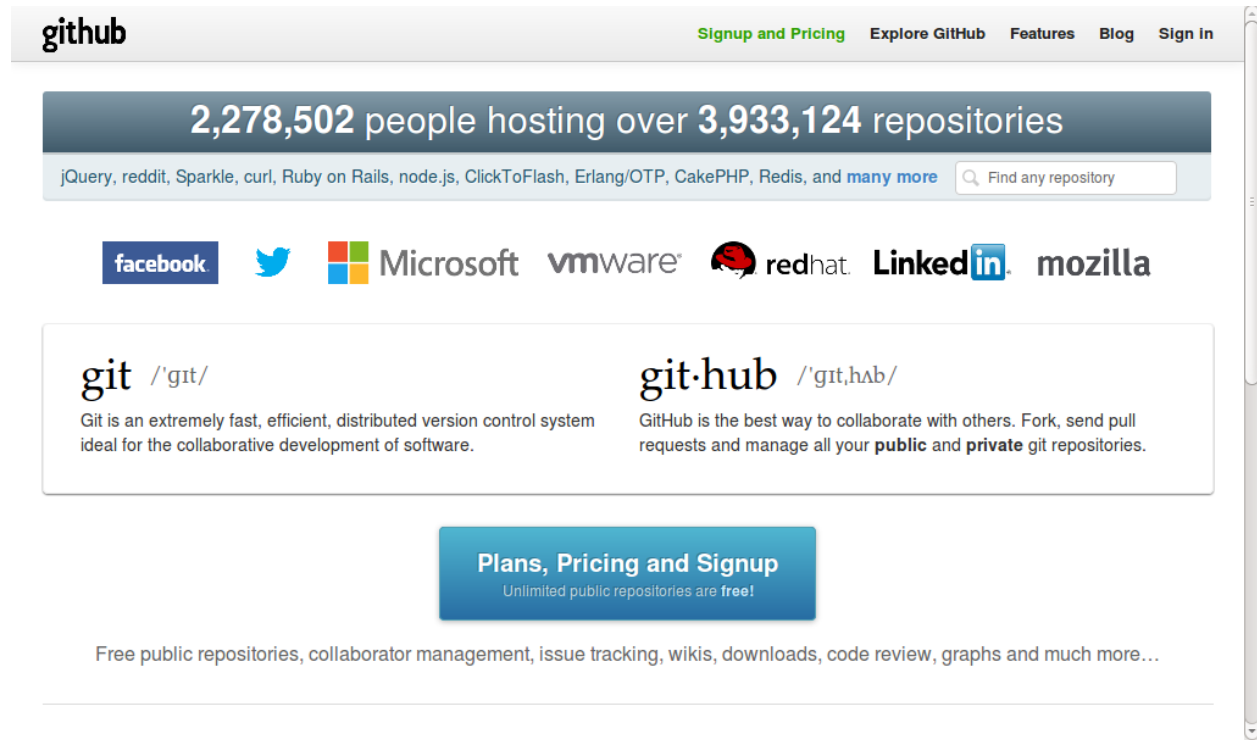 github
Signup and Pricing Explore GitHub Features Blog Sign in
2,278,502 people hosting over 3,933,124 repositories
jQuery, reddit, Sparkle, curl, Ruby on Rails, node.js, ClickToFlash, Erlang/OTP, CakePHP, Redis, and many more
Find any repository
facebook. Microsoft vmware® redhat. Linked in. mozilla
git /ˈɡɪt/
Git is an extremely fast, efficient, distributed version control system
ideal for the collaborative development of software.
git·hub /ˈɡɪtˌhʌb/
GitHub is the best way to collaborate with others. Fork, send pull
requests and manage all your public and private git repositories.
Plans, Pricing and Signup
Unlimited public repositories are free!
Free public repositories, collaborator management, issue tracking, wikis, downloads, code review, graphs and much more…